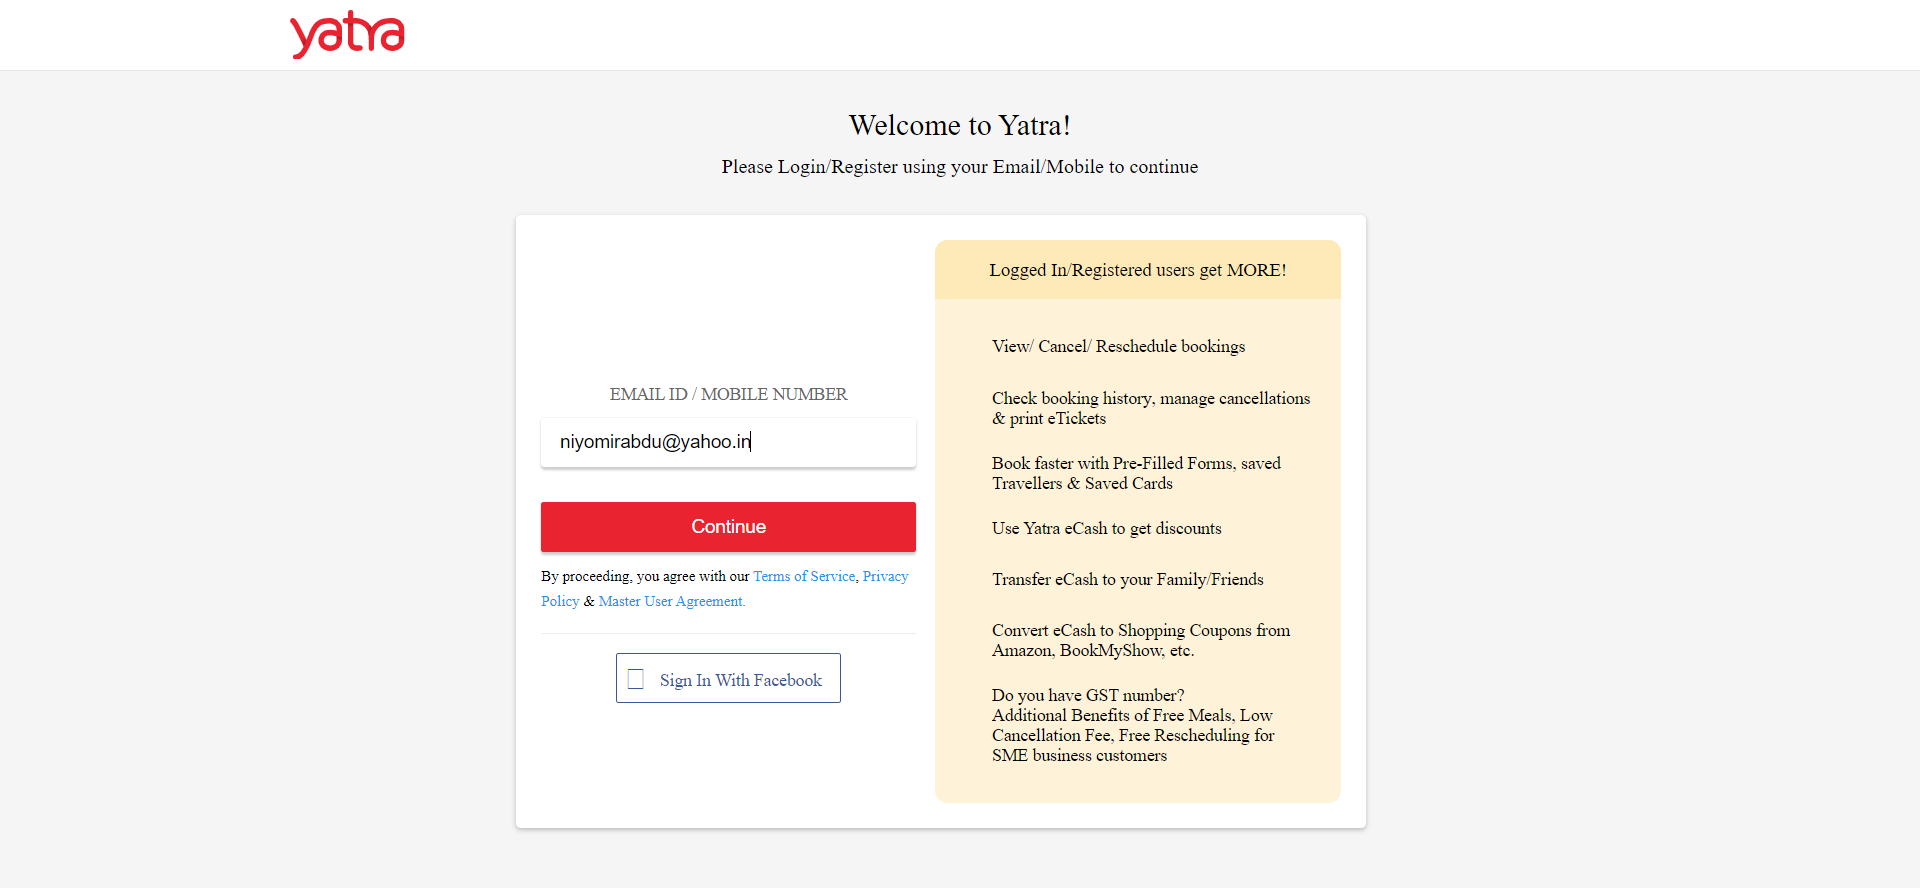 yatra
Welcome to Yatra!
Please Login/Register using your Email/Mobile to continue
EMAIL ID / MOBILE NUMBER
niyomirabdu@yahoo.in
Continue
By proceeding, you agree with our Terms of Service, Privacy
Policy & Master User Agreement.
Sign In With Facebook
Logged In/Registered users get MORE!
View/ Cancel/ Reschedule bookings
Check booking history, manage cancellations
& print eTickets
Book faster with Pre-Filled Forms, saved
Travellers & Saved Cards
Use Yatra eCash to get discounts
Transfer eCash to your Family/Friends
Convert eCash to Shopping Coupons from
Amazon, BookMyShow, etc.
Do you have GST number?
Additional Benefits of Free Meals, Low
Cancellation Fee, Free Rescheduling for
SME business customers